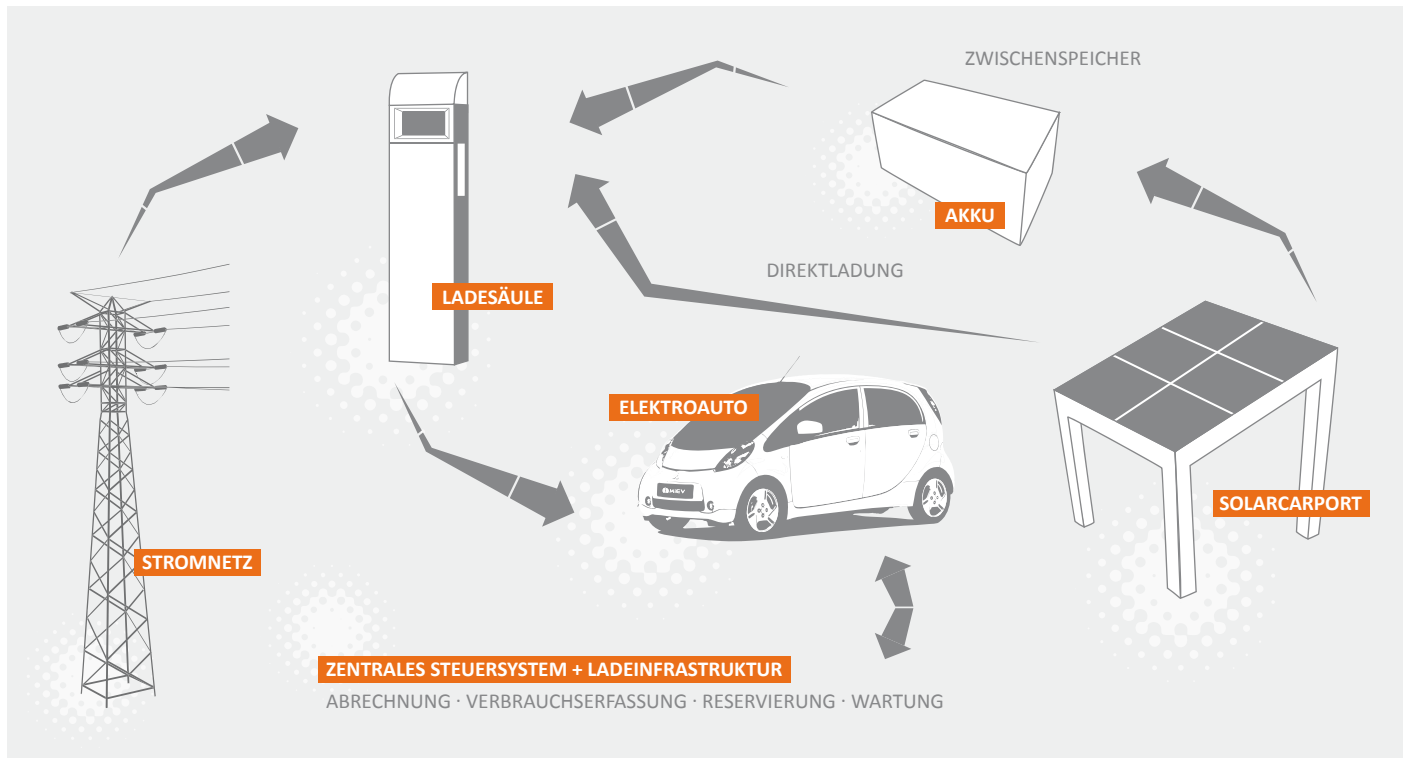 ZWISCHENSPEICHER
AKKU
DIREKTLADUNG
LADESÄULE
ELEKTROAUTO
SOLARCARPORT
STROMNETZ
ZENTRALES STEUERSYSTEM + LADEINFRASTRUKTUR
ABRECHNUNG · VERBRAUCHSERFASSUNG · RESERVIERUNG · WARTUNG